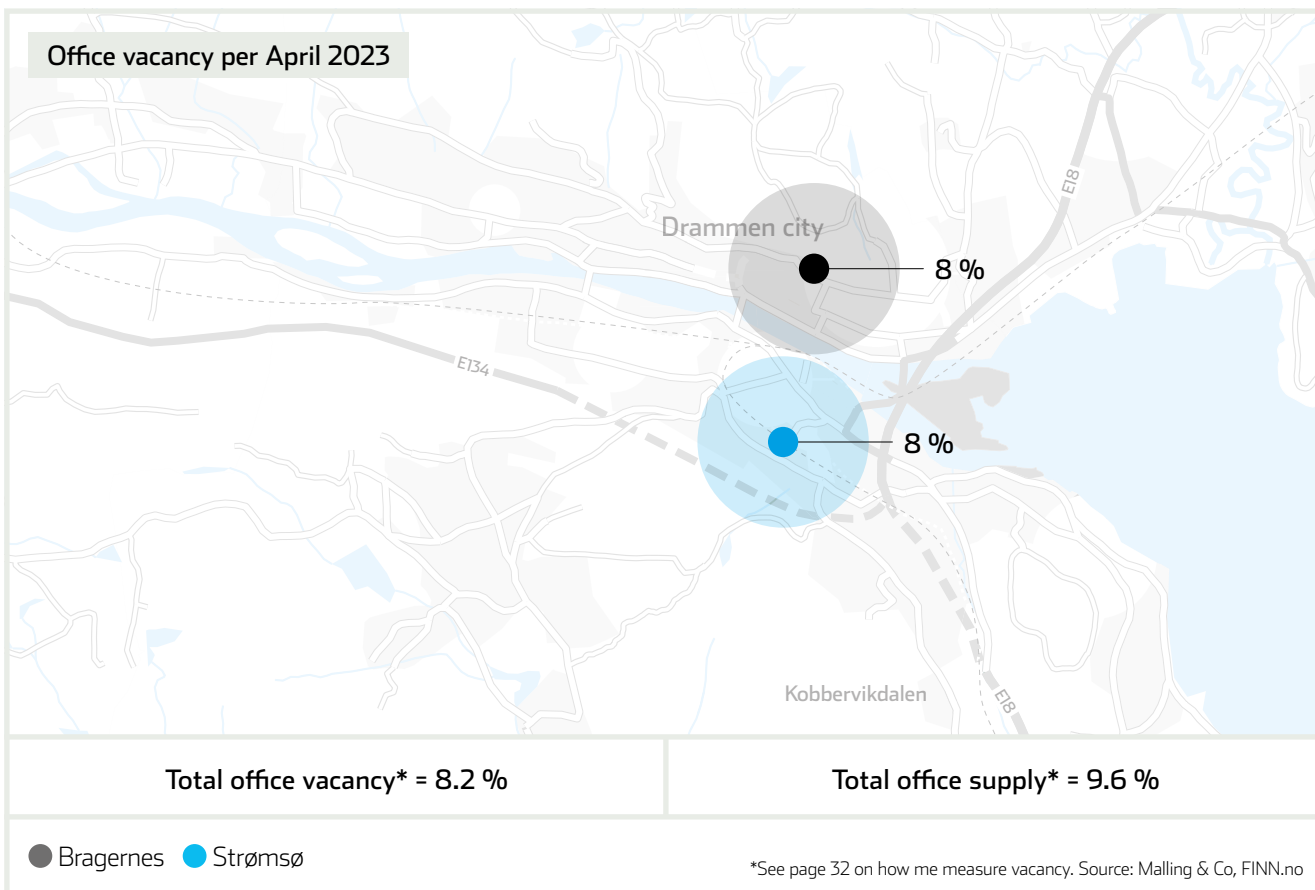 Office vacancy per April 2023
E18
Drammen city
8 %
E134
8 %
Kobbervikdalen
E18
Total office vacancy* = 8.2 %
Total office supply* = 9.6 %
Bragernes
Strømsø
*See page 32 on how me measure vacancy. Source: Malling & Co, FINN.no